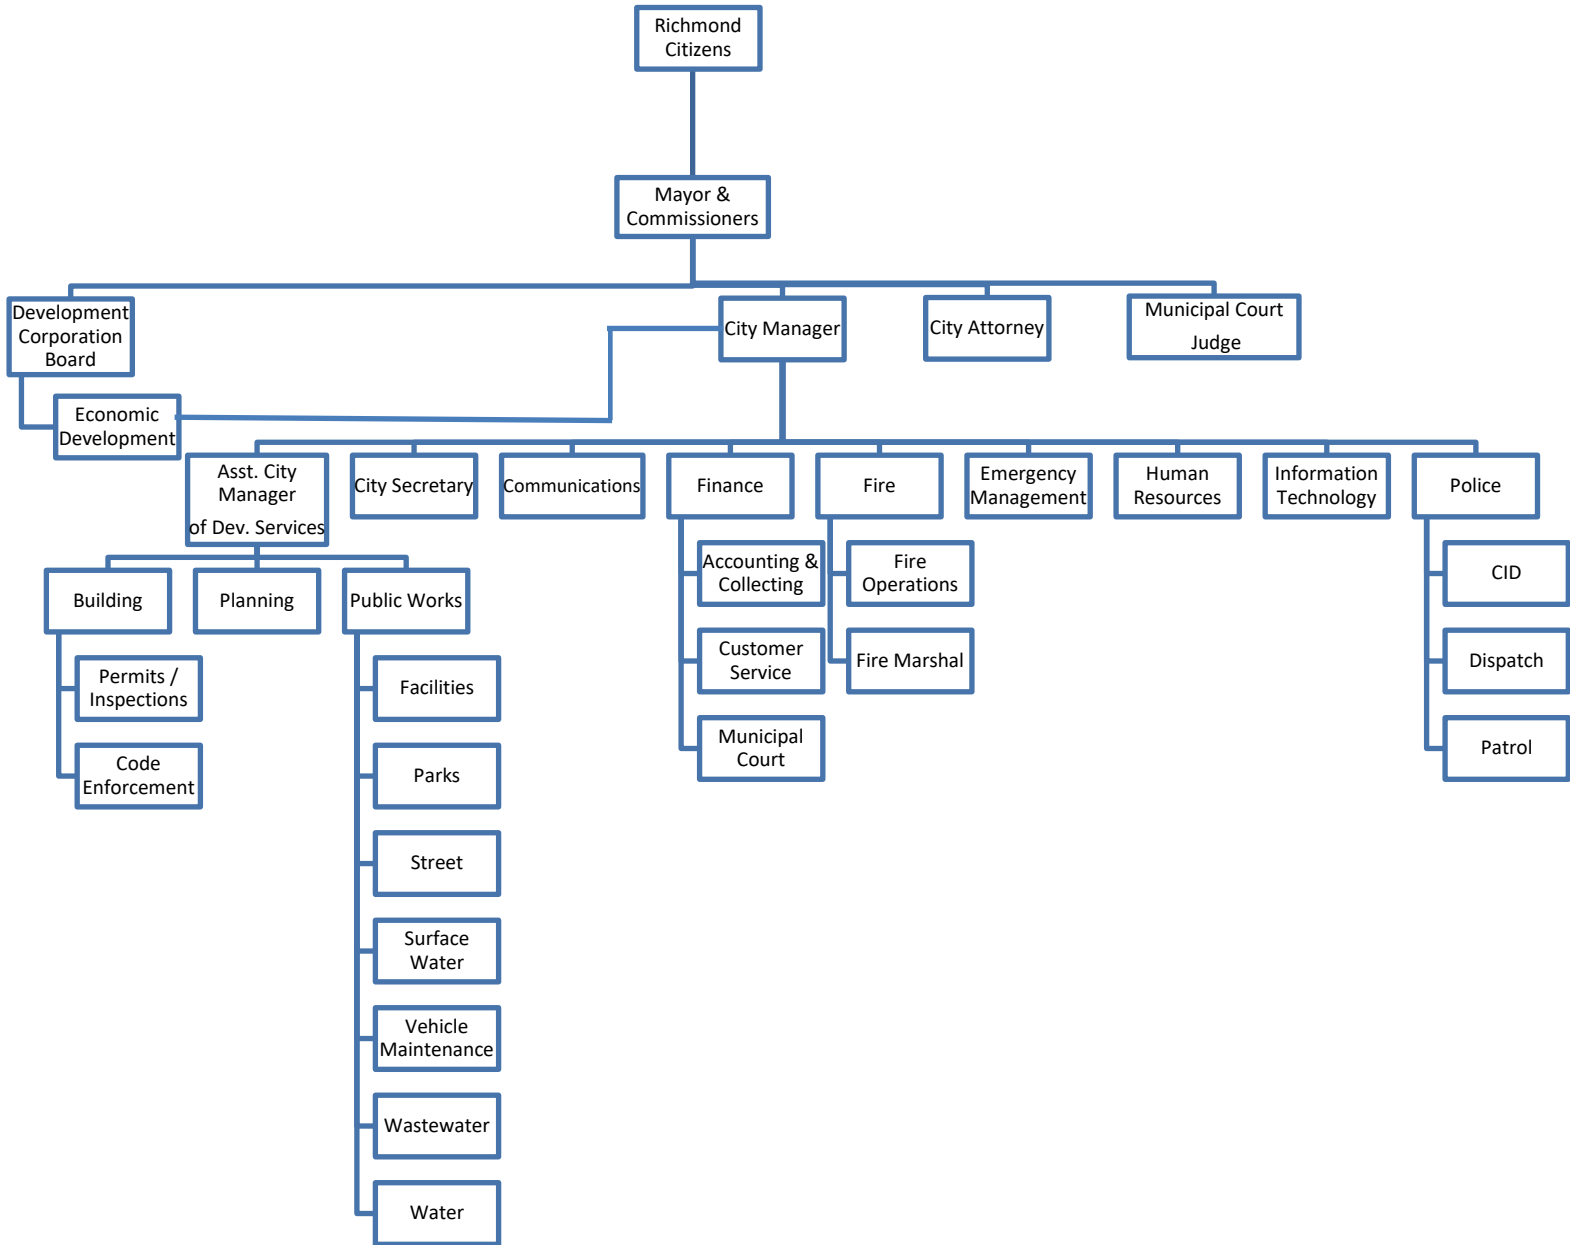 Richmond
Citizens
Mayor &
Commissioners
Development
Corporation
Board
City Manager
City Attorney
Municipal Court
Judge
Economic
Development
Asst. City
Manager
of Dev. Services
City Secretary
Communications
Finance
Fire
Emergency
Management
Human
Resources
Information
Technology
Police
Building
Planning
Public Works
Accounting &
Collecting
Fire
Operations
CID
Permits /
Inspections
Facilities
Customer
Service
Fire Marshal
Dispatch
Code
Enforcement
Parks
Municipal
Court
Patrol
Street
Surface
Water
Vehicle
Maintenance
Wastewater
Water